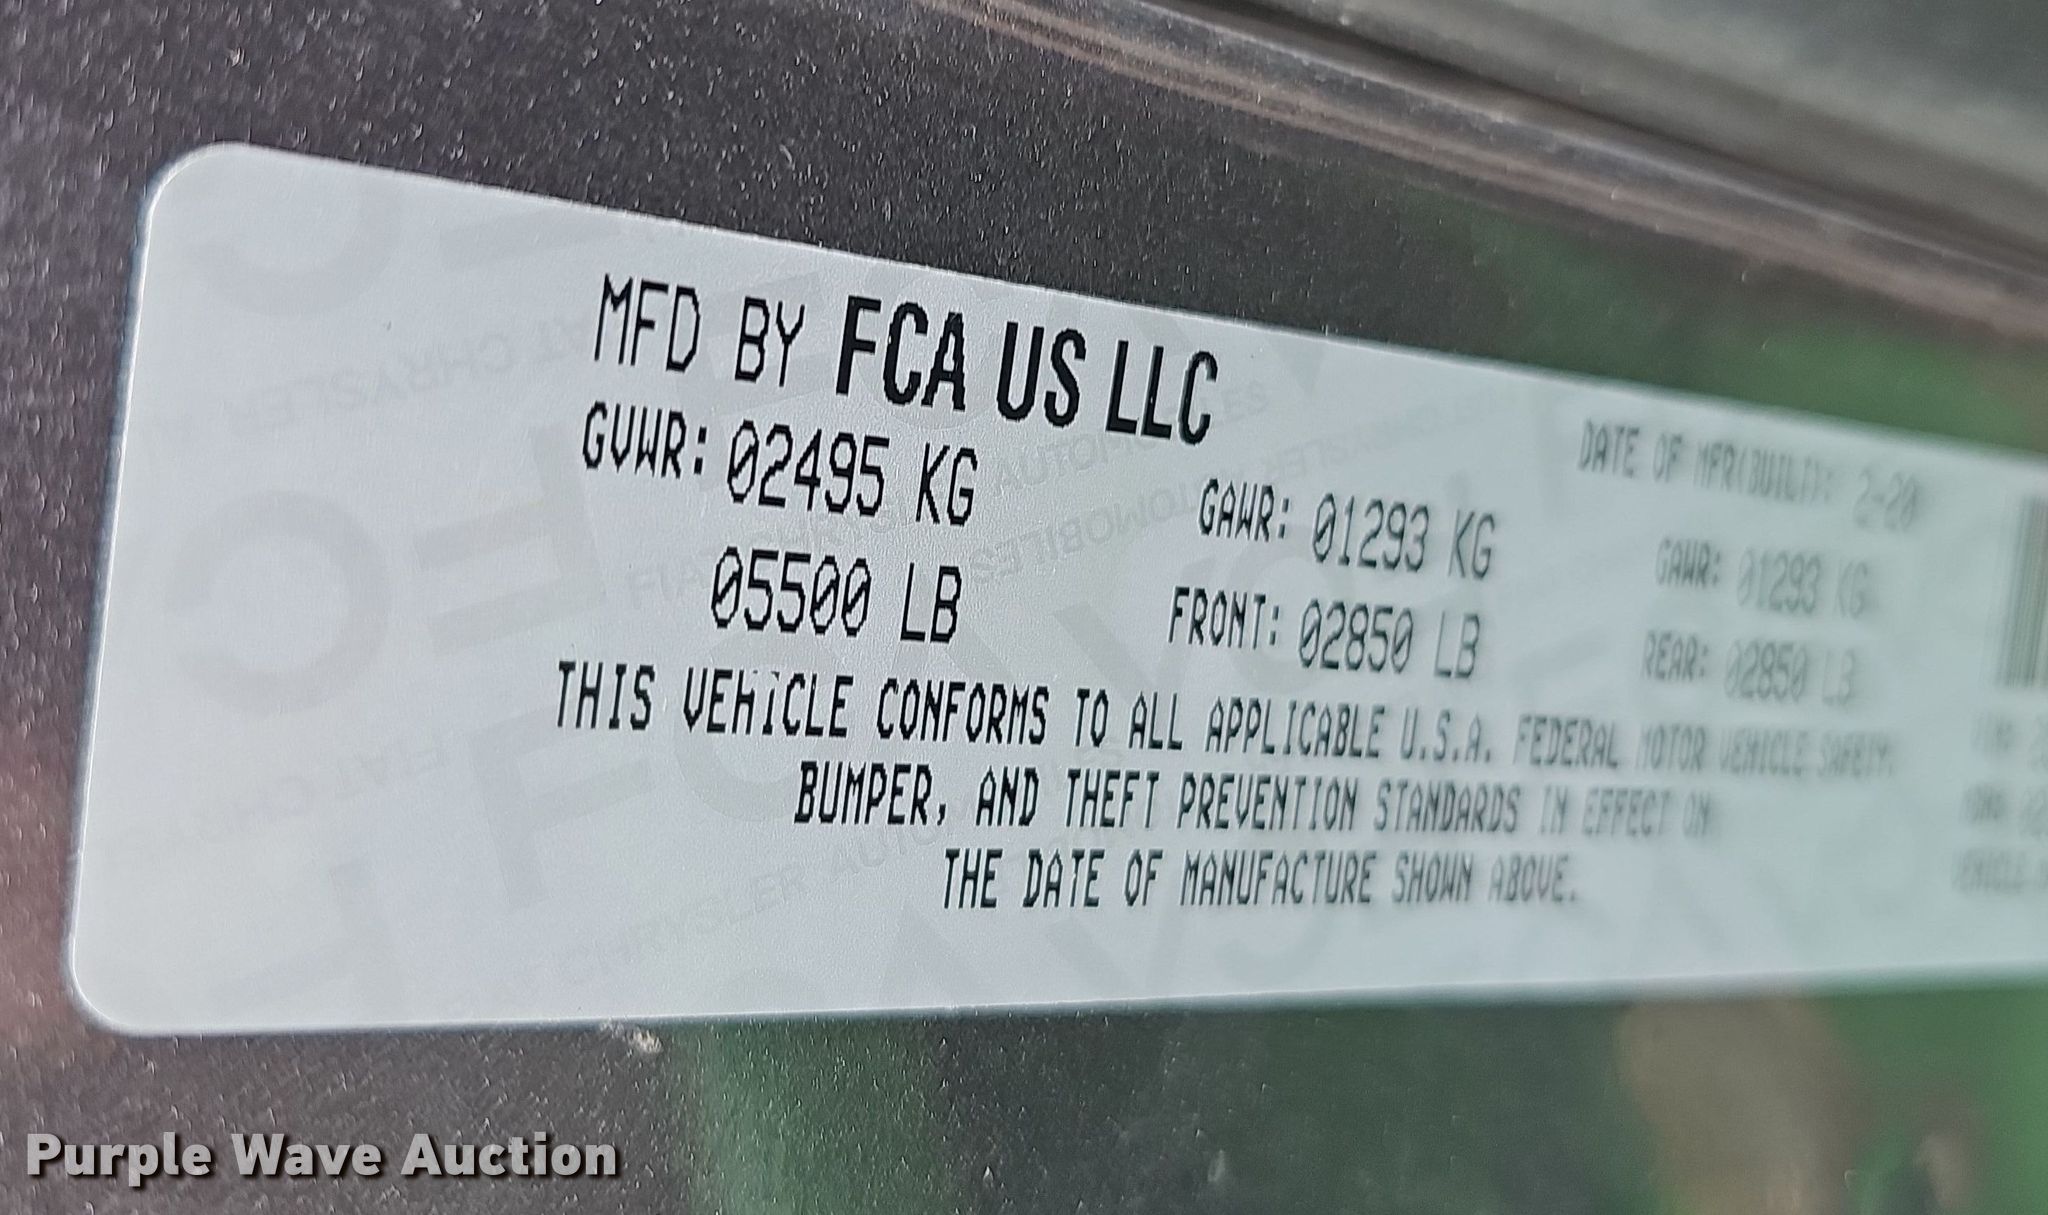 MFD BY FCA US LLC
DATE OF MFR(BUILT): 2-20
GVWR: 02495 KG
GAWR: 01293 KG
GAWR: 01293 KG
05500 LB
FRONT: 02850 LB
REAR: 02850 LB
THIS VEHICLE CONFORMS TO ALL APPLICABLE U.S.A. FEDERAL MOTOR VEHICLE SAFETY,
BUMPER, AND THEFT PREVENTION STANDARDS IN EFFECT ON
THE DATE OF MANUFACTURE SHOWN ABOVE.
Purple Wave Auction